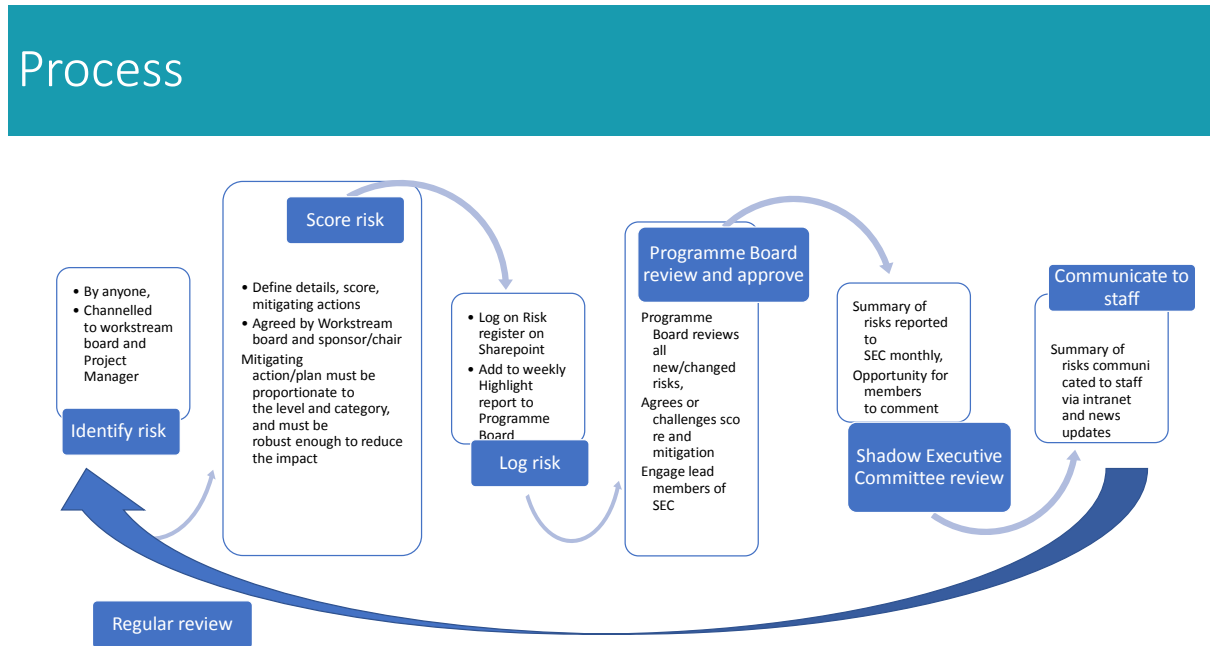 Process
• By anyone,
• Channelled
to workstream
board and
Project
Manager
Identify risk
Score risk
• Define details, score,
mitigating actions
• Agreed by Workstream
board and sponsor/chair
Mitigating
action/plan must be
proportionate to
the level and category,
and must be
robust enough to reduce
the impact
• Log on Risk
register on
Sharepoint
• Add to weekly
Highlight
report to
Programme
Board
Log risk
Programme Board
review and approve
Programme
Board reviews
all
new/changed
risks,
Agrees or
challenges sco
re and
mitigation
Engage lead
members of
SEC
Summary of
risks reported
to
SEC monthly,
Opportunity for
members
to comment
Shadow Executive
Committee review
Communicate to
staff
Summary of
risks communi
cated to staff
via intranet
and news
updates
Regular review